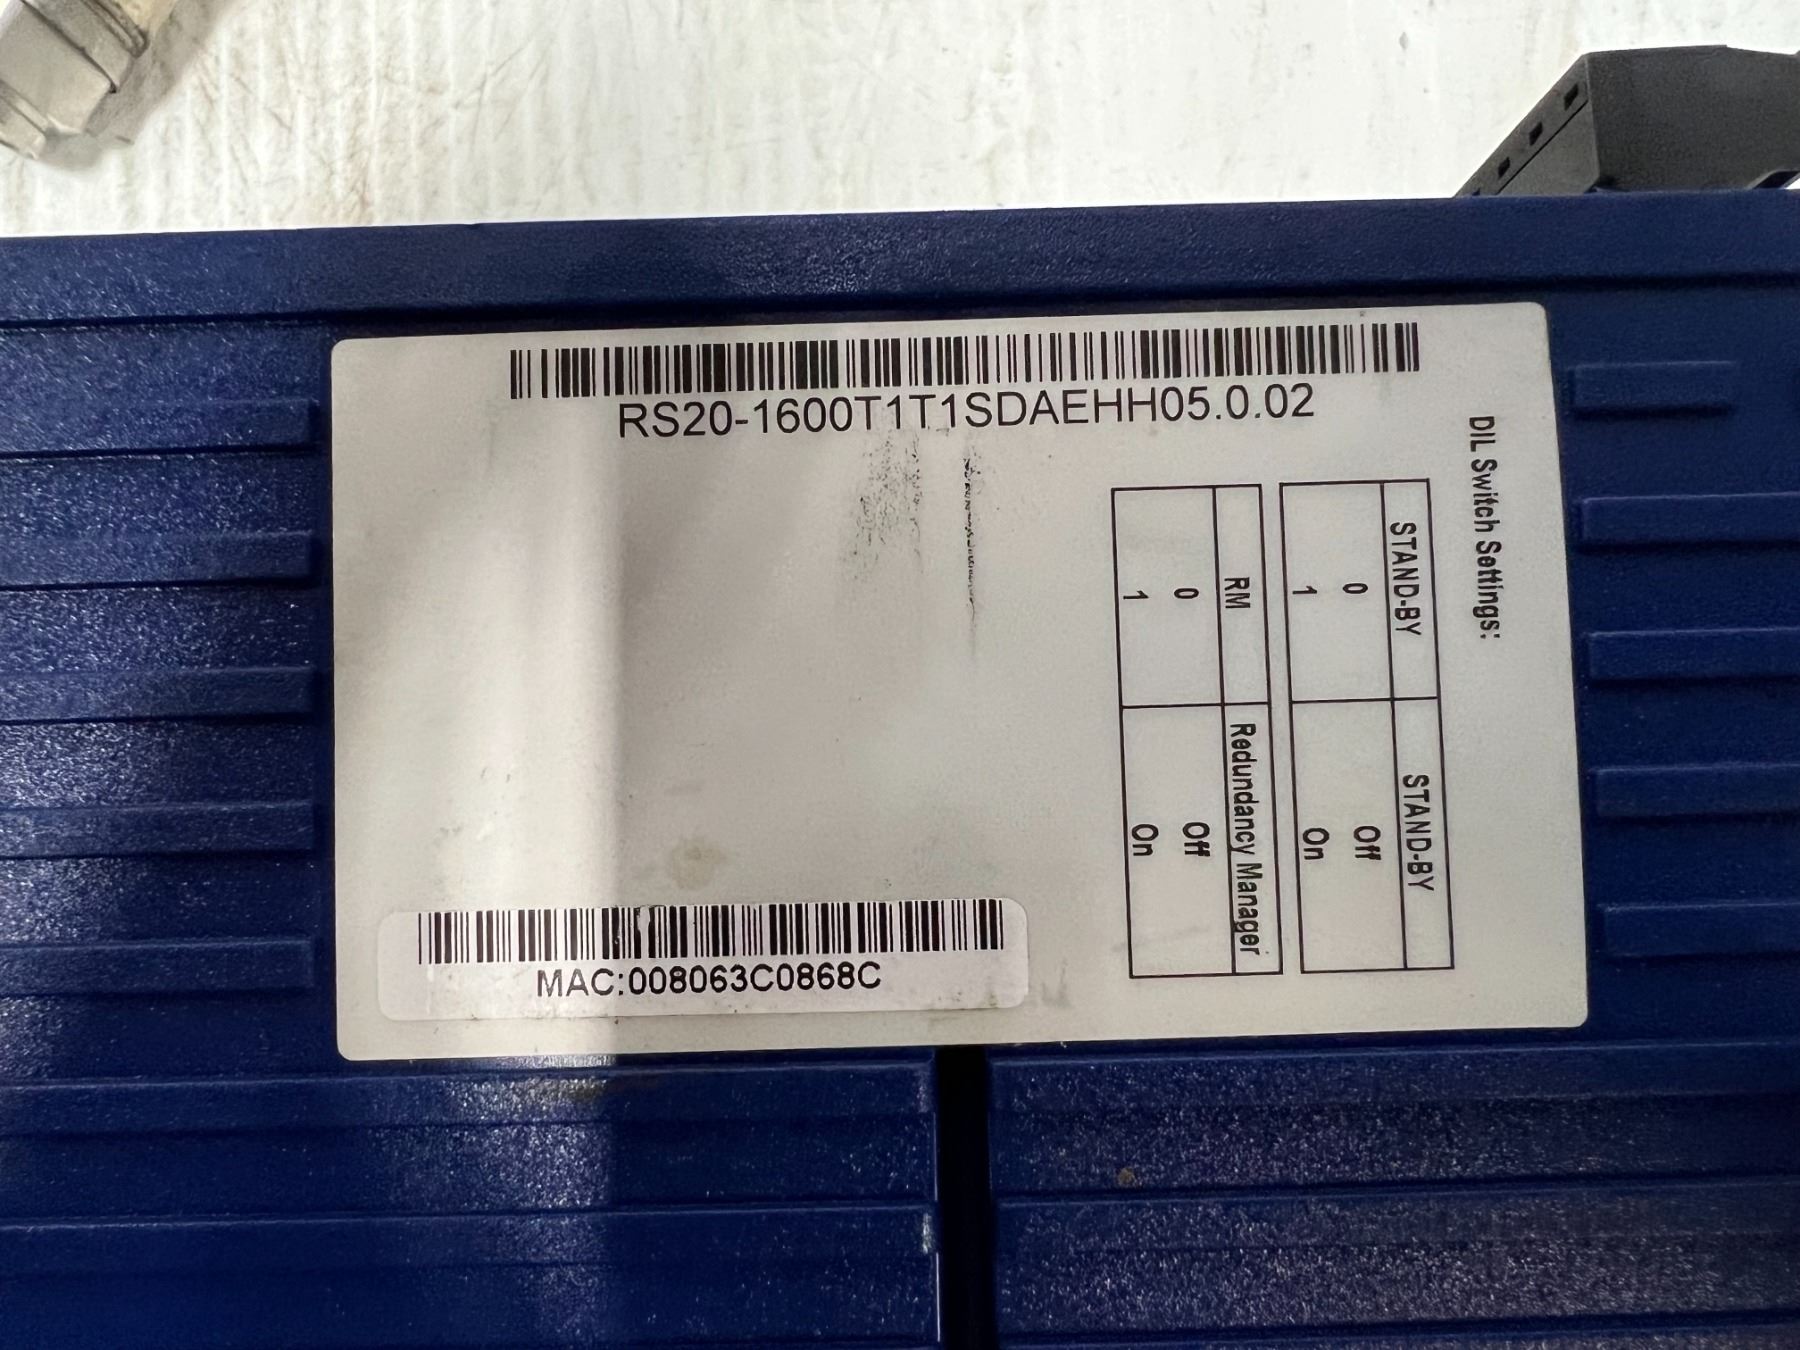 RS20-1600T1T1SDAEHH05.0.02
DIL Switch Settings:
STAND-BY STAND-BY
0 Off
1 On
RM Redundancy Manager
0 Off
1 On
MAC:008063C0868C